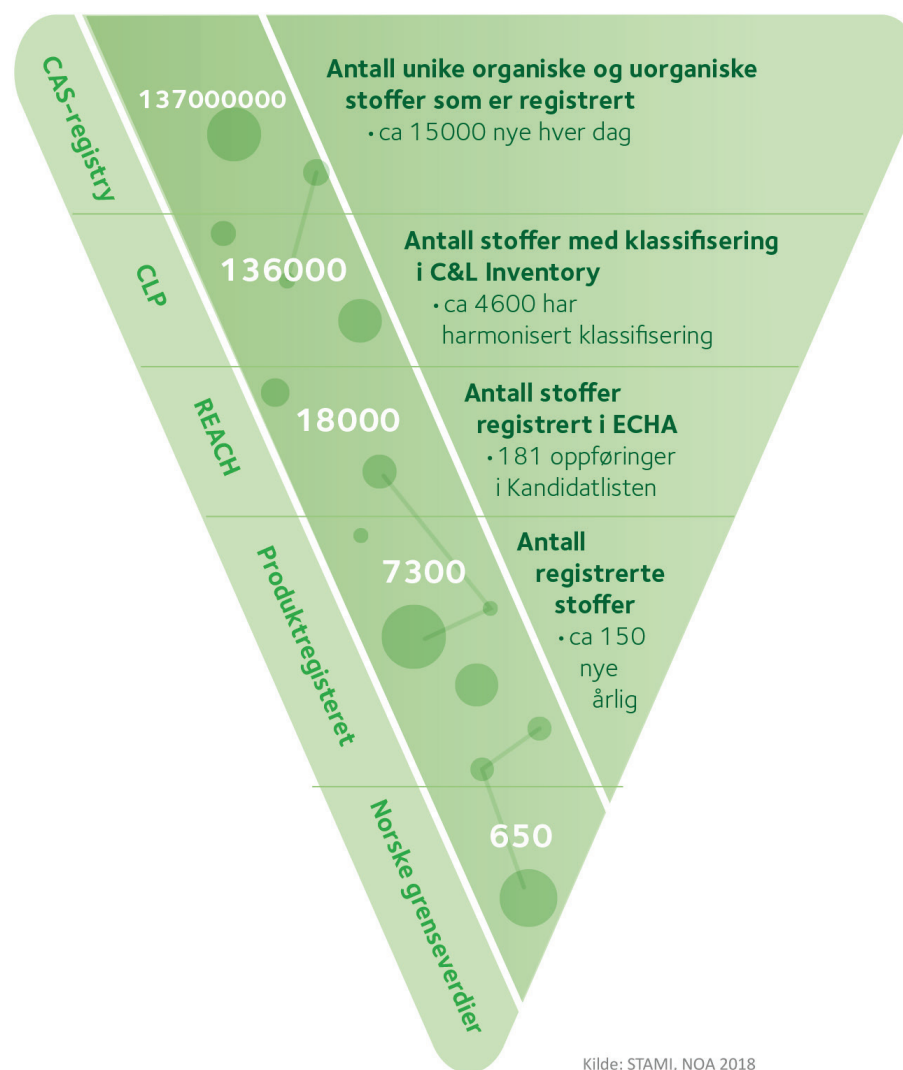 CAS-registry
137000000
Antall unike organiske og uorganiske
stoffer som er registrert
• ca 15000 nye hver dag
CLP
136000
Antall stoffer med klassifisering
i C&L Inventory
• ca 4600 har
harmonisert klassifisering
REACH
18000
Antall stoffer
registrert i ECHA
• 181 oppføringer
i Kandidatlisten
Produktregisteret
7300
Antall
registrerte
stoffer
• ca 150
nye
årlig
Norske grenseverdier
650
Kilde: STAMI. NOA 2018